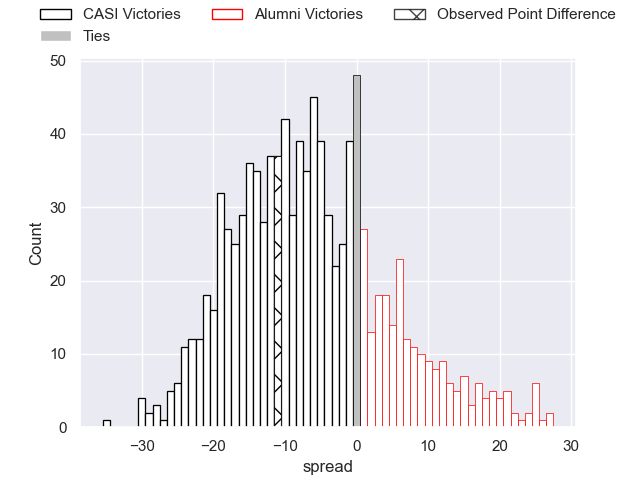 CASI Victories Alumni Victories Observed Point Difference
Ties
50
40
30
20
10
0
Count
−30 −20 −10 0 10 20 30
spread